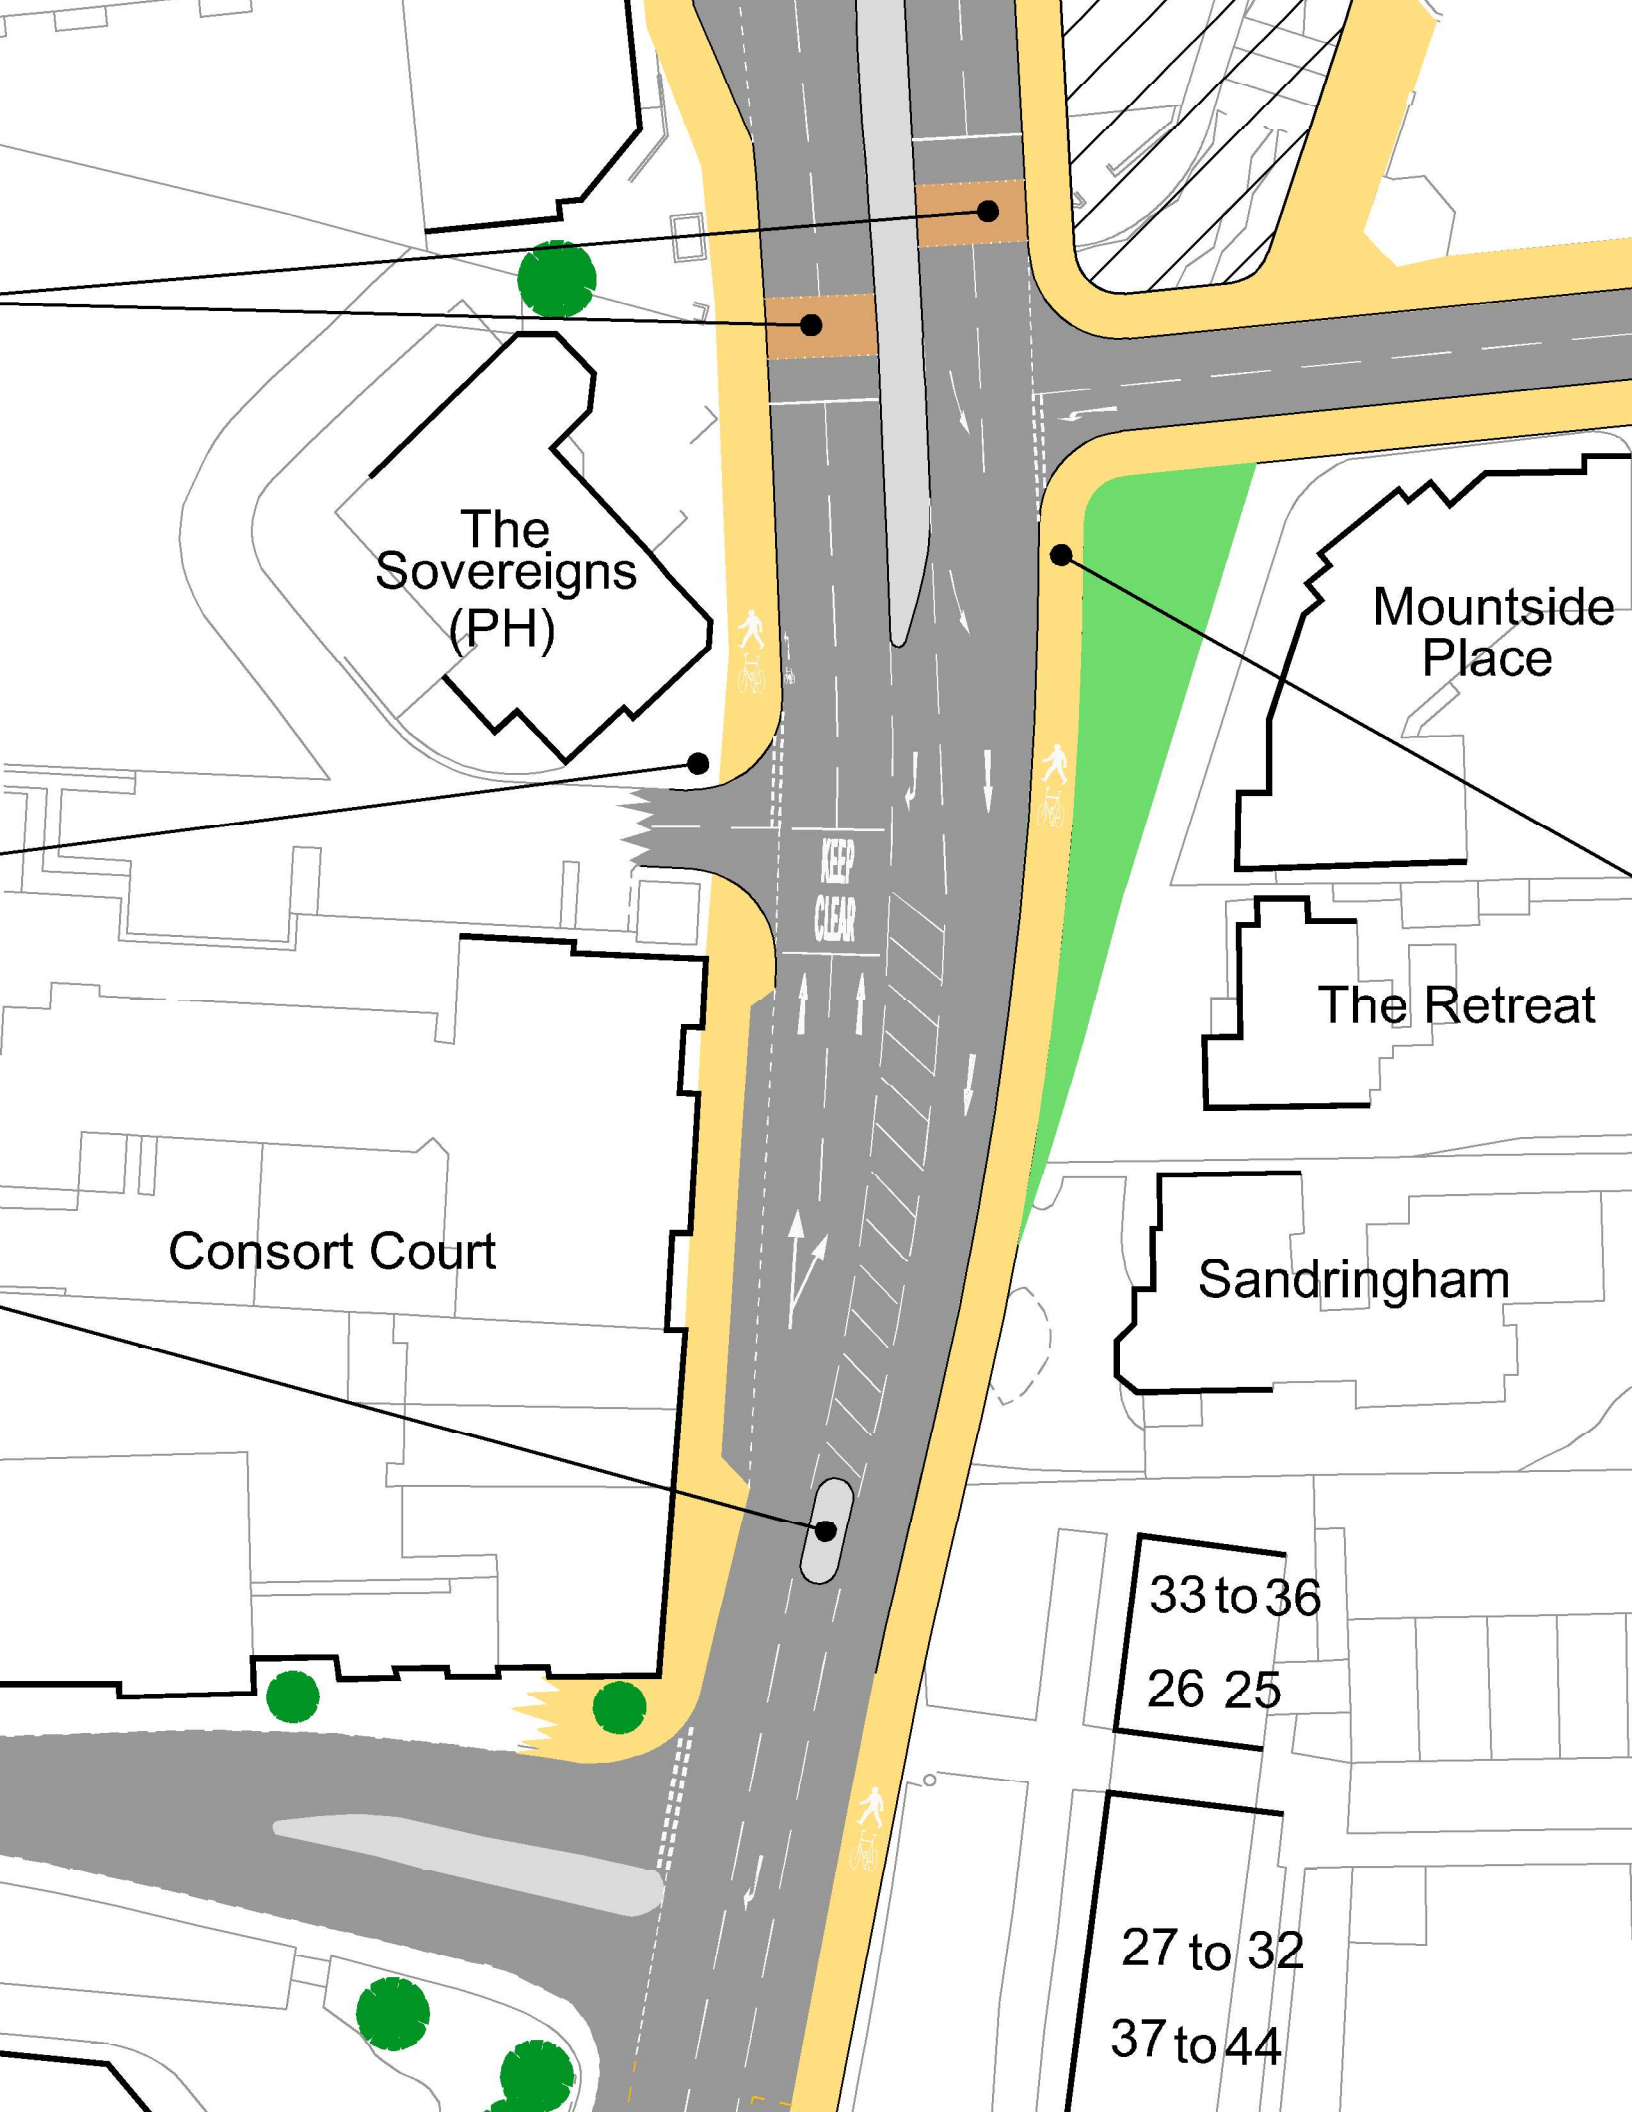 The
Sovereigns
(PH)
Mountside
Place
KEEP
CLEAR
The Retreat
Consort Court
Sandringham
33 to 36
26 25
27 to 32
37 to 44